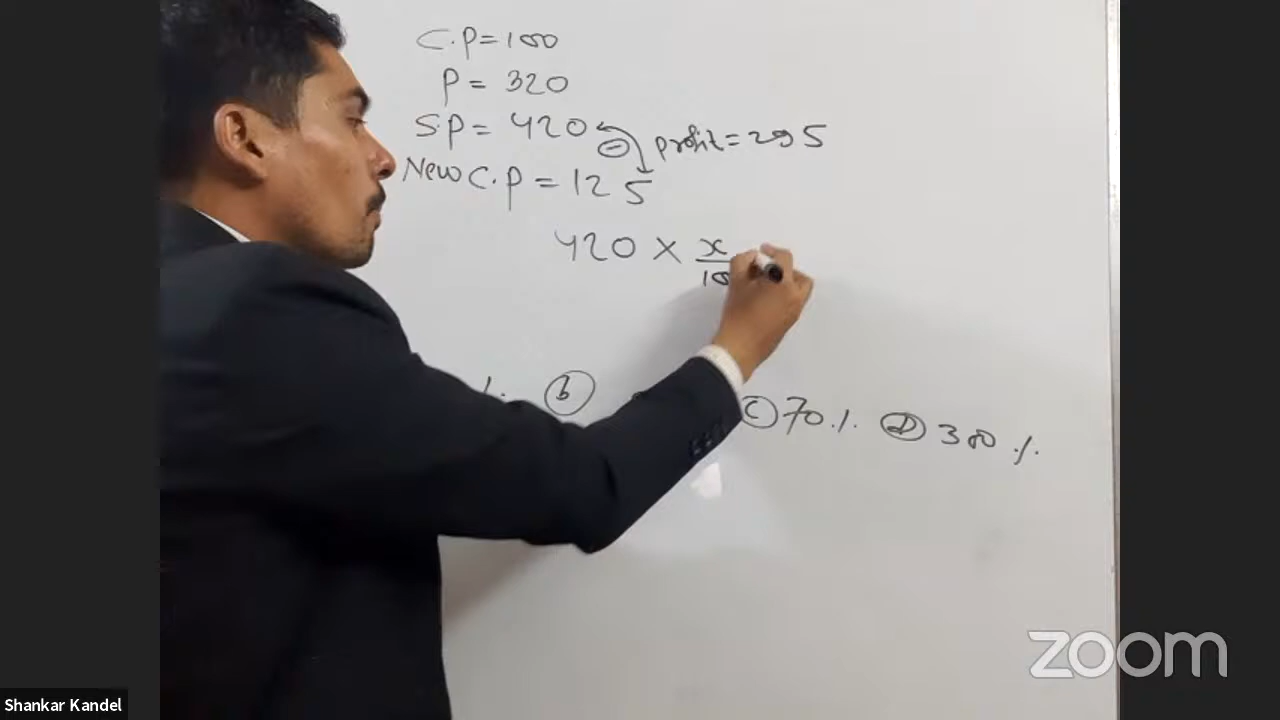 C.P=100
P = 320
S.P = 420
profit = 295
New C.P = 125
420 × x/10
b
C 70%. D 300%.
zoom
Shankar Kandel